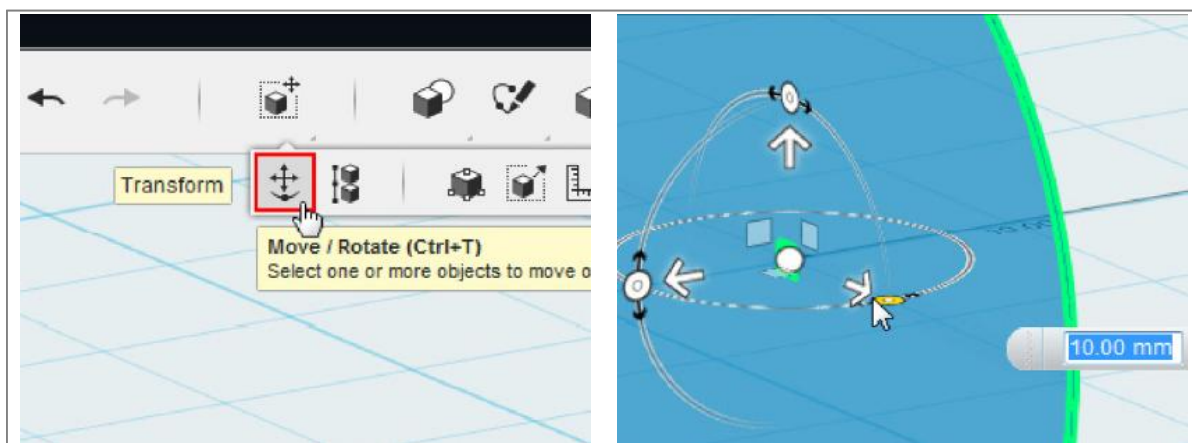 Transform
Move / Rotate (Ctrl+T)
Select one or more objects to move o
10.00 mm